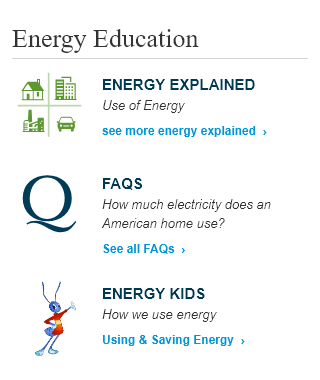 Energy Education
ENERGY EXPLAINED
Use of Energy
see more energy explained ›
Q
FAQS
How much electricity does an
American home use?
See all FAQs ›
ENERGY KIDS
How we use energy
Using & Saving Energy ›